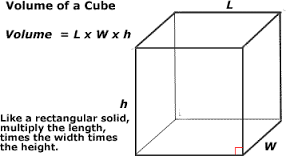 Volume of a Cube
L
Volume = L x W x h
h
Like a rectangular solid,
multiply the length,
times the width times
the height.
W